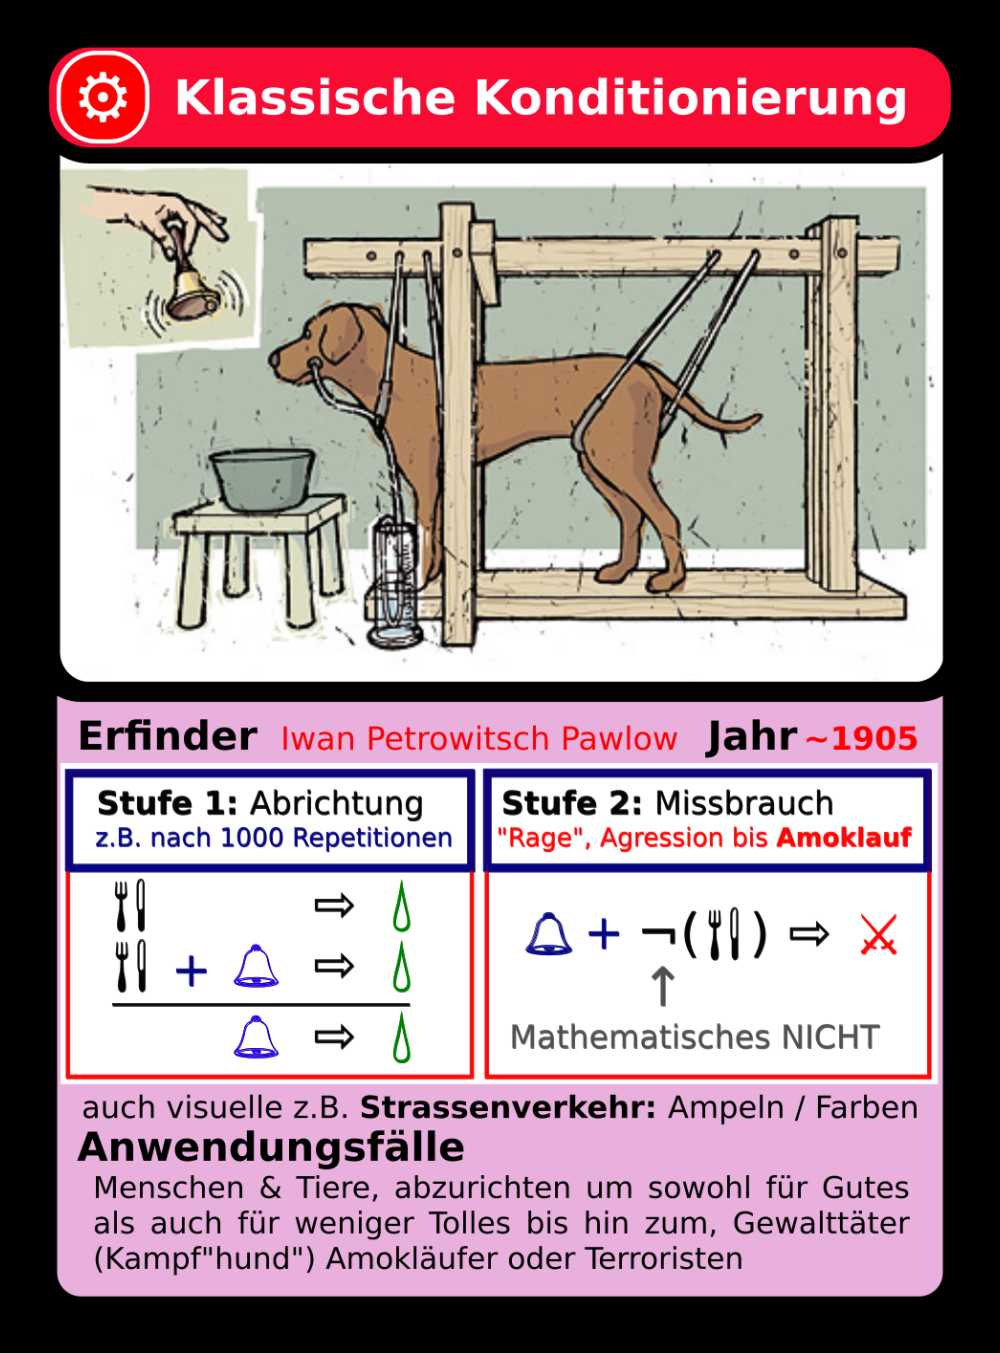 Klassische Konditionierung
Erfinder Iwan Petrowitsch Pawlow Jahr ~1905
Stufe 1: Abrichtung
z.B. nach 1000 Repetitionen
Stufe 2: Missbrauch
"Rage", Agression bis Amoklauf
⇨
+ ⇨
⇨
+ ¬( ) ⇨
↑
Mathematisches NICHT
auch visuelle z.B. Strassenverkehr: Ampeln / Farben
Anwendungsfälle
Menschen & Tiere, abzurichten um sowohl für Gutes
als auch für weniger Tolles bis hin zum, Gewalttäter
(Kampf"hund") Amokläufer oder Terroristen